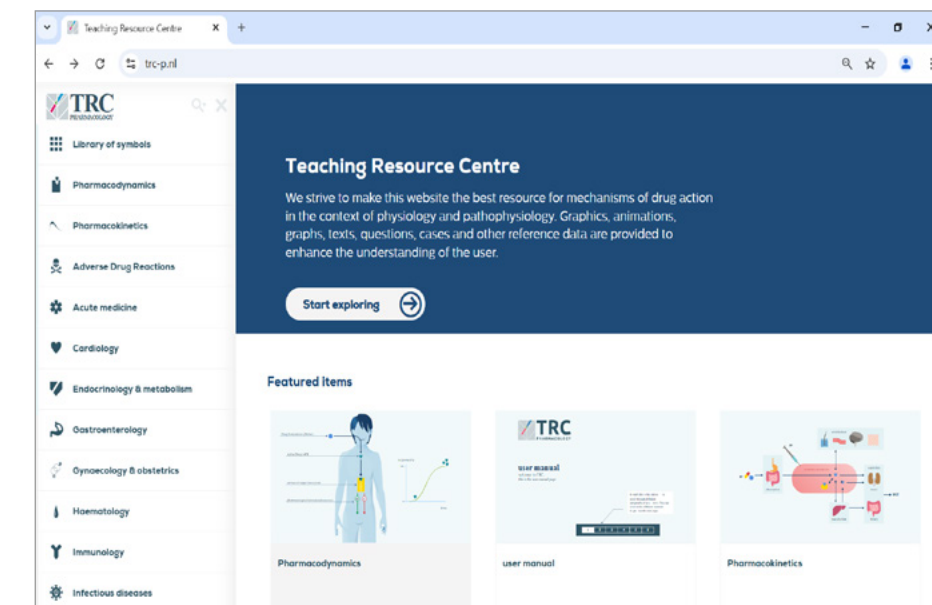 Teaching Resource Centre
trc-p.nl
TRC
PHARMACOLOGY
Library of symbols
Pharmacodynamics
Pharmacokinetics
Adverse Drug Reactions
Acute medicine
Cardiology
Endocrinology & metabolism
Gastroenterology
Gynaecology & obstetrics
Haematology
Immunology
Infectious diseases
Teaching Resource Centre
We strive to make this website the best resource for mechanisms of drug action
in the context of physiology and pathophysiology. Graphics, animations,
graphs, texts, questions, cases and other reference data are provided to
enhance the understanding of the user.
Start exploring
Featured items
TRC
PHARMACOLOGY
user manual
Pharmacodynamics
user manual
Pharmacokinetics